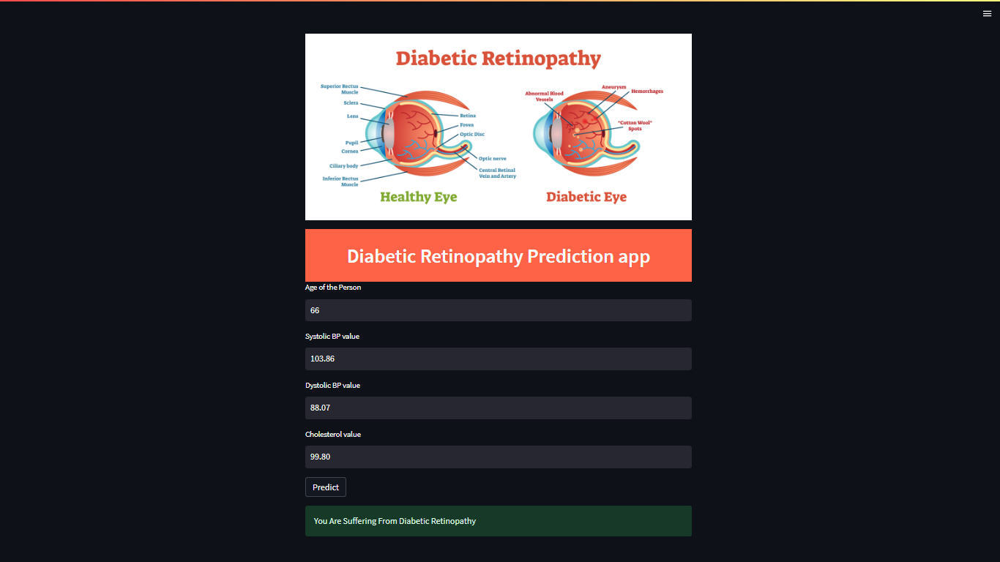 Diabetic Retinopathy
Superior Rectus
Muscle
Sclera
Lens
Pupil
Cornea
Ciliary body
Inferior Rectus
Muscle
Retina
Fovea
Optic Disc
Optic nerve
Central Retinal
Vein and Artery
Healthy Eye
Abnormal Blood
Vessels
Aneurysm
Hemorrhages
"Cotton Wool"
Spots
Diabetic Eye
Diabetic Retinopathy Prediction app
Age of the Person
66
Systolic BP value
103.86
Dystolic BP value
88.07
Cholesterol value
99.80
Predict
You Are Suffering From Diabetic Retinopathy